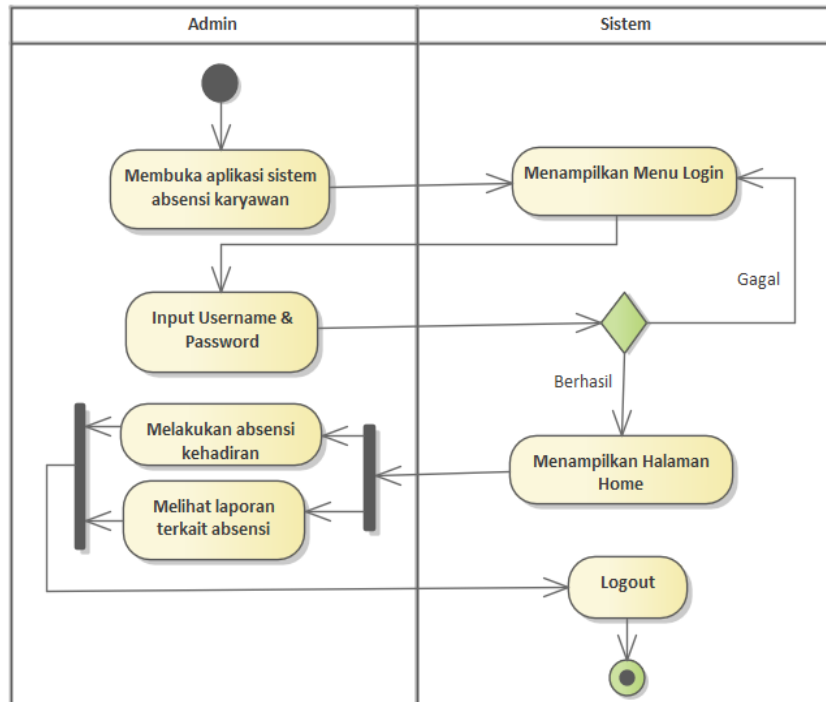 Admin
Sistem
Membuka aplikasi sistem
absensi karyawan
Menampilkan Menu Login
Gagal
Input Username &
Password
Berhasil
Melakukan absensi
kehadiran
Menampilkan Halaman
Home
Melihat laporan
terkait absensi
Logout